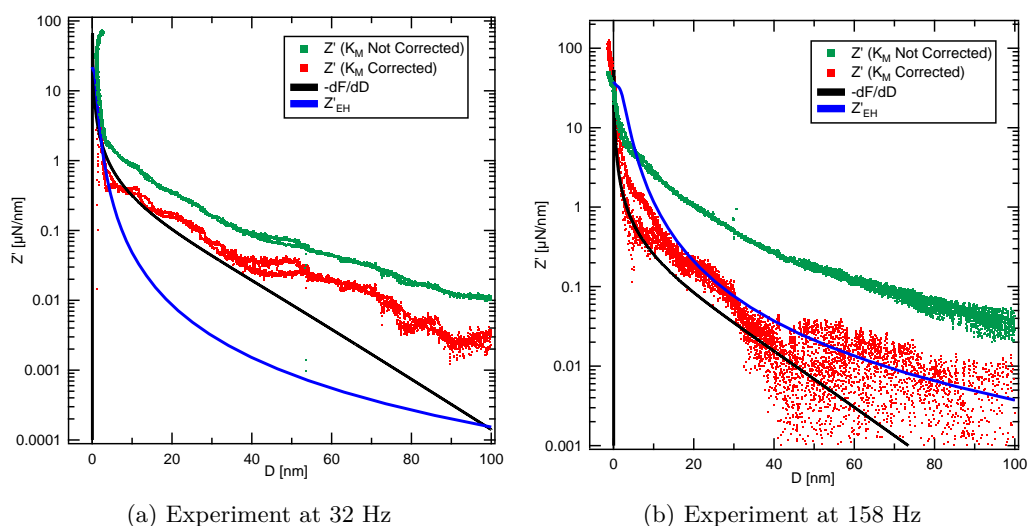 Z' (K_M Not Corrected)
Z' (K_M Corrected)
-dF/dD
Z'_EH
Z' [µN/nm]
100
10
1
0.1
0.01
0.001
0.0001
0
20
40
60
80
100
D [nm]
(a) Experiment at 32 Hz
Z' (K_M Not Corrected)
Z' (K_M Corrected)
-dF/dD
Z'_EH
Z' [µN/nm]
100
10
1
0.1
0.01
0.001
0
20
40
60
80
100
D [nm]
(b) Experiment at 158 Hz